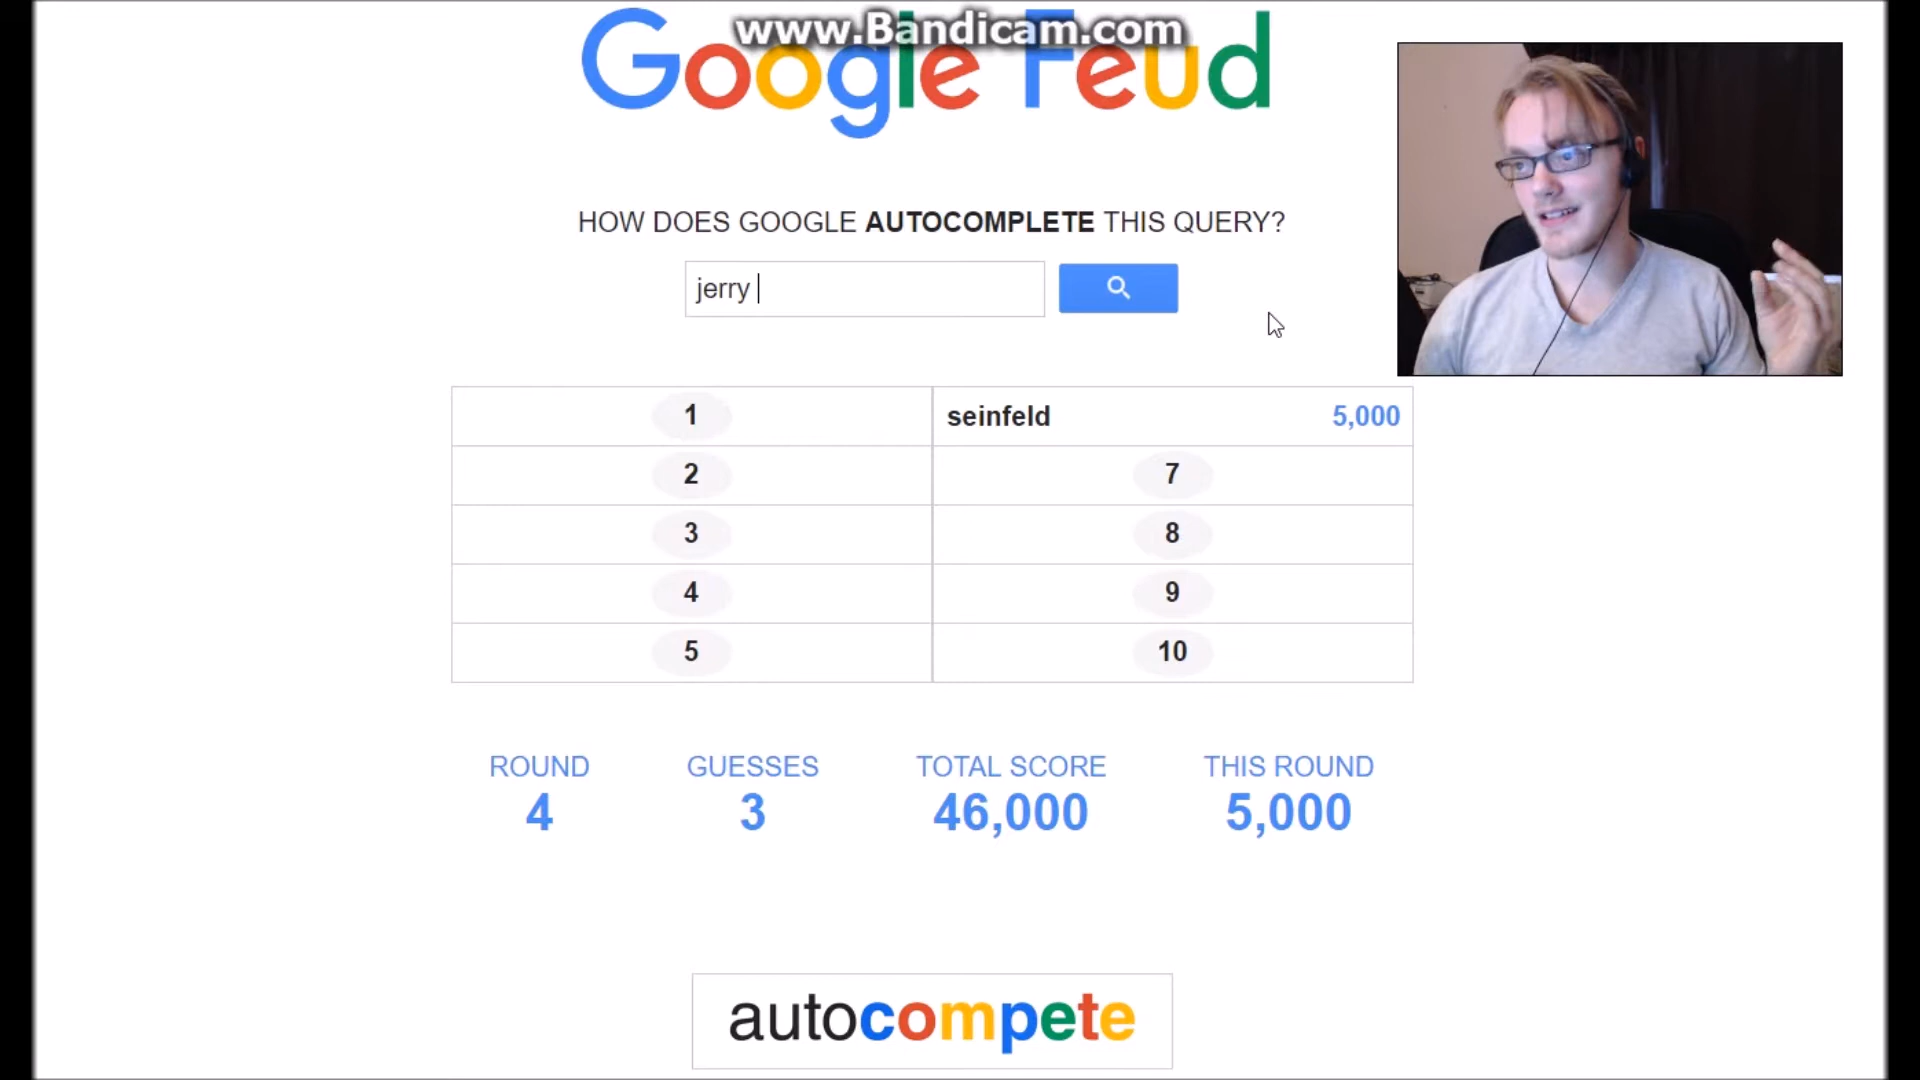 www.Bandicam.com
Google Feud
HOW DOES GOOGLE AUTOCOMPLETE THIS QUERY?
jerry
1 seinfeld 5,000
2 7
3 8
4 9
5 10
ROUND GUESSES TOTAL SCORE THIS ROUND
4 3 46,000 5,000
autocompete